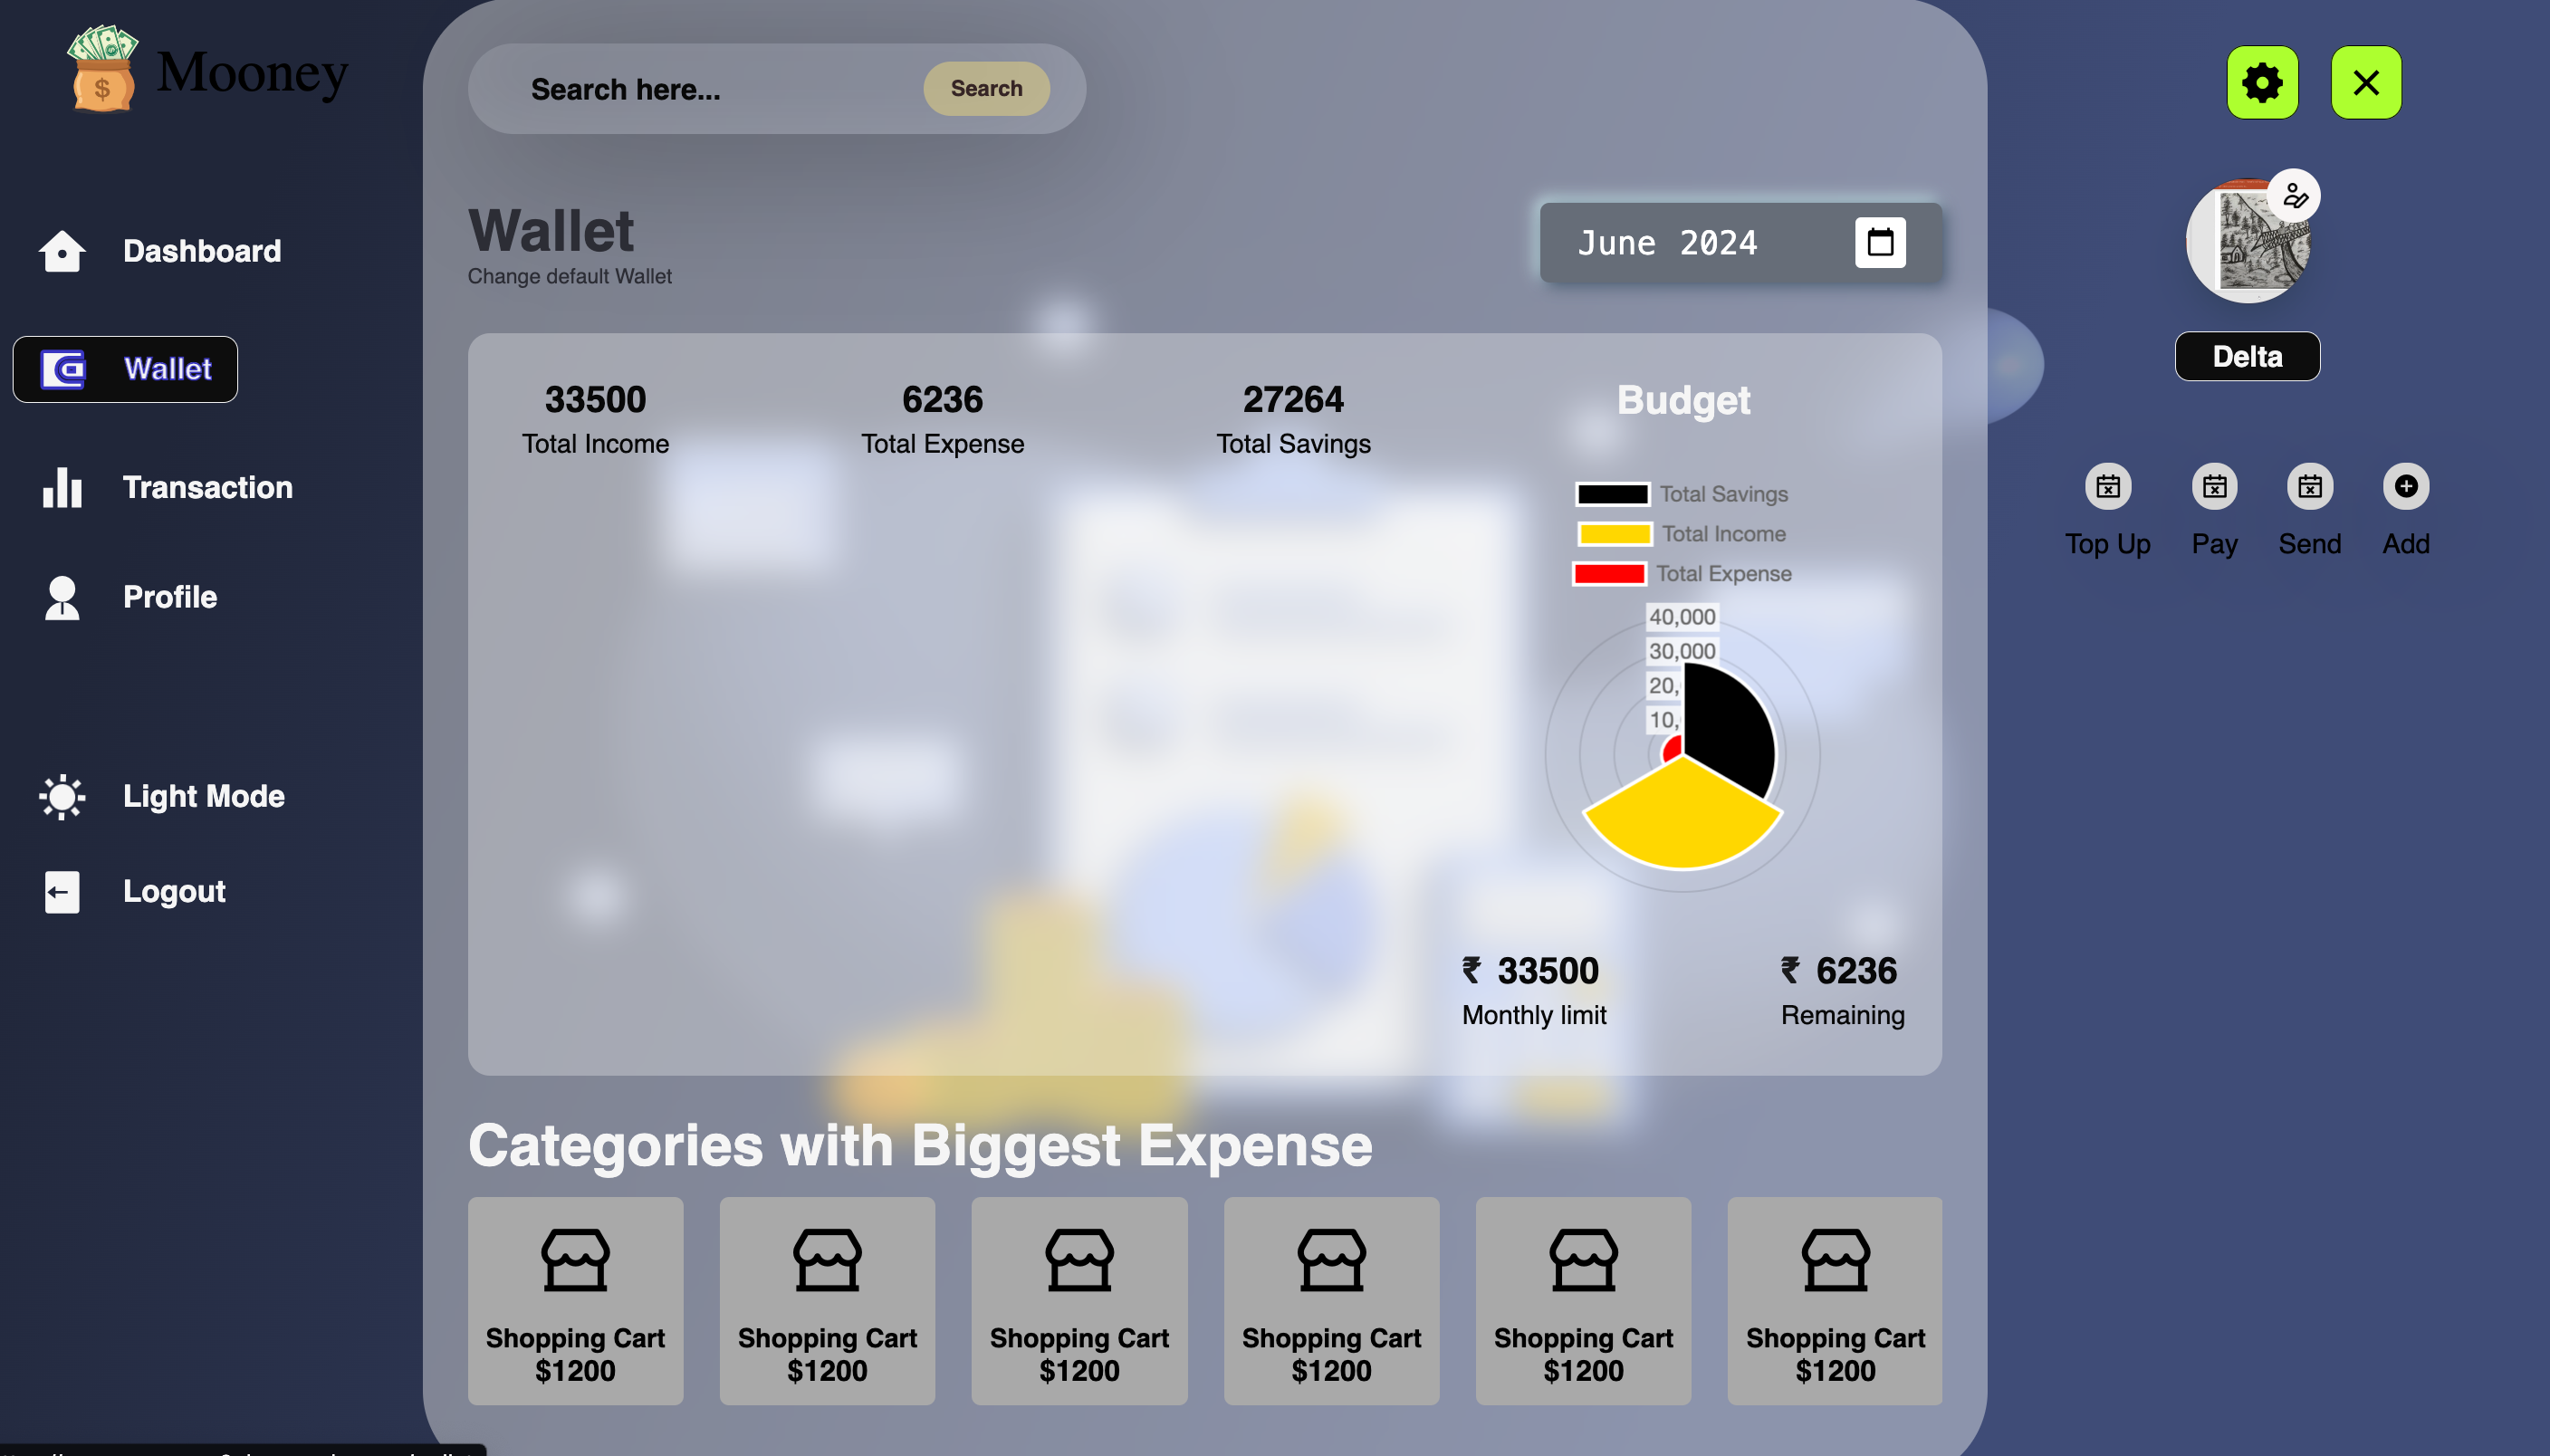 Mooney
Search here...
Search
Dashboard
Wallet
Transaction
Profile
Light Mode
Logout
Wallet
Change default Wallet
June 2024
33500
Total Income
6236
Total Expense
27264
Total Savings
Budget
Total Savings
Total Income
Total Expense
40,000
30,000
20,
10,
₹ 33500
Monthly limit
₹ 6236
Remaining
Categories with Biggest Expense
Shopping Cart
$1200
Shopping Cart
$1200
Shopping Cart
$1200
Shopping Cart
$1200
Shopping Cart
$1200
Shopping Cart
$1200
Delta
Top Up
Pay
Send
Add